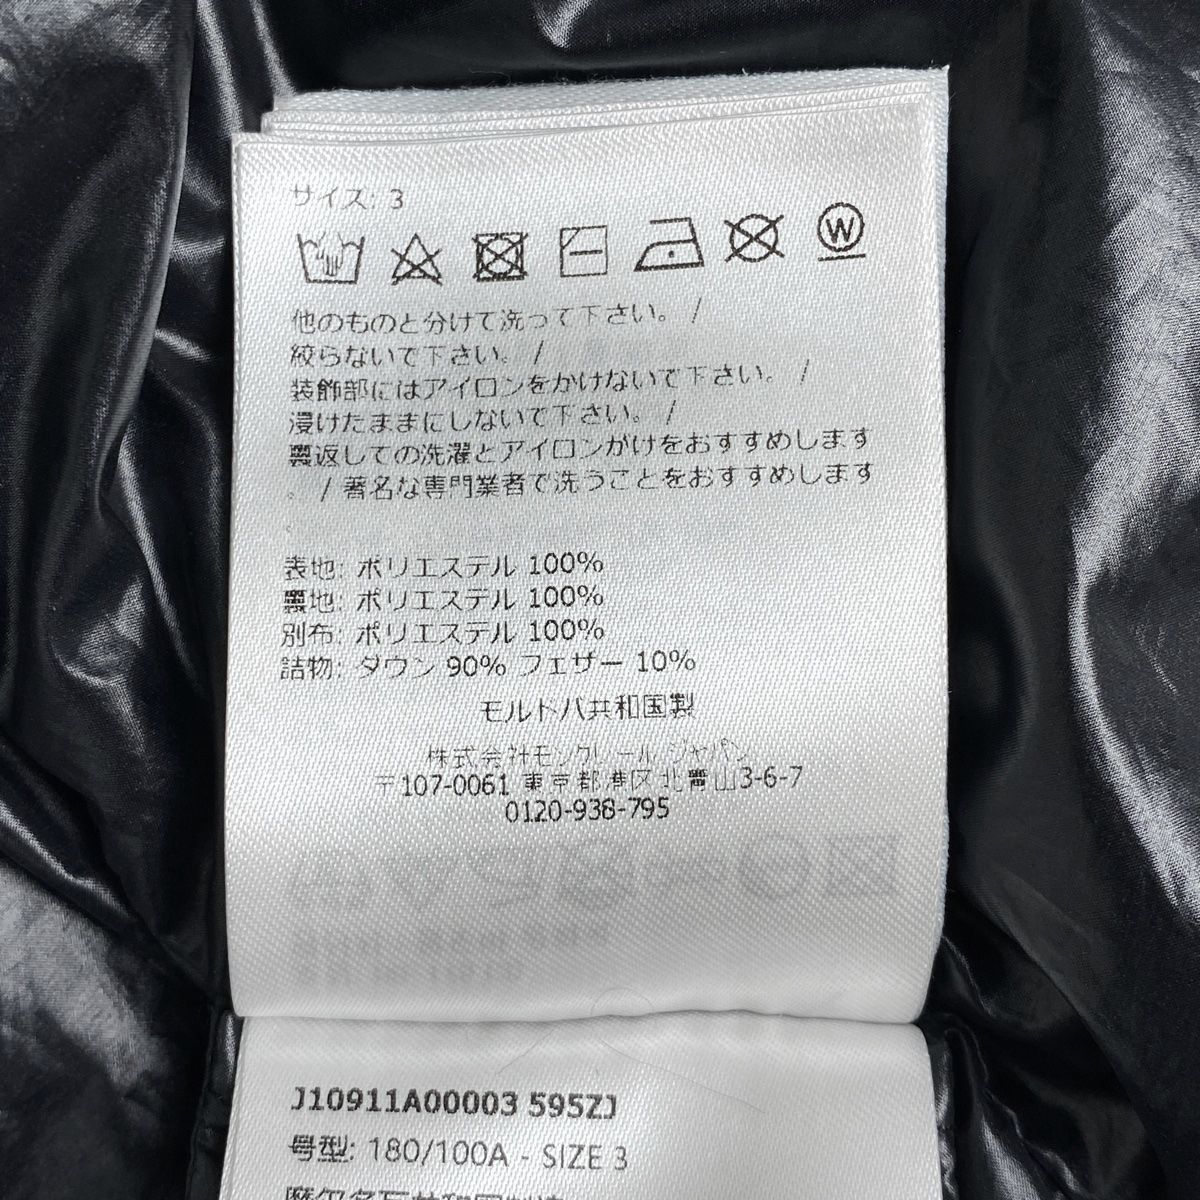 サイズ: 3
W
他のものと分けて洗って下さい。 /
絞らないで下さい。 /
装飾部にはアイロンをかけないで下さい。 /
浸けたままにしないで下さい。 /
裏返しての洗濯とアイロンがけをおすすめします
。 / 著名な専門業者で洗うことをおすすめします
。
表地: ポリエステル 100%
裏地: ポリエステル 100%
別布: ポリエステル 100%
詰物: ダウン 90% フェザー 10%
モルドバ共和国製
株式会社モンクレール ジャパン
〒107-0061 東京都港区北青山3-6-7
0120-938-795
J10911A00003 595ZJ
号型: 180/100A - SIZE 3